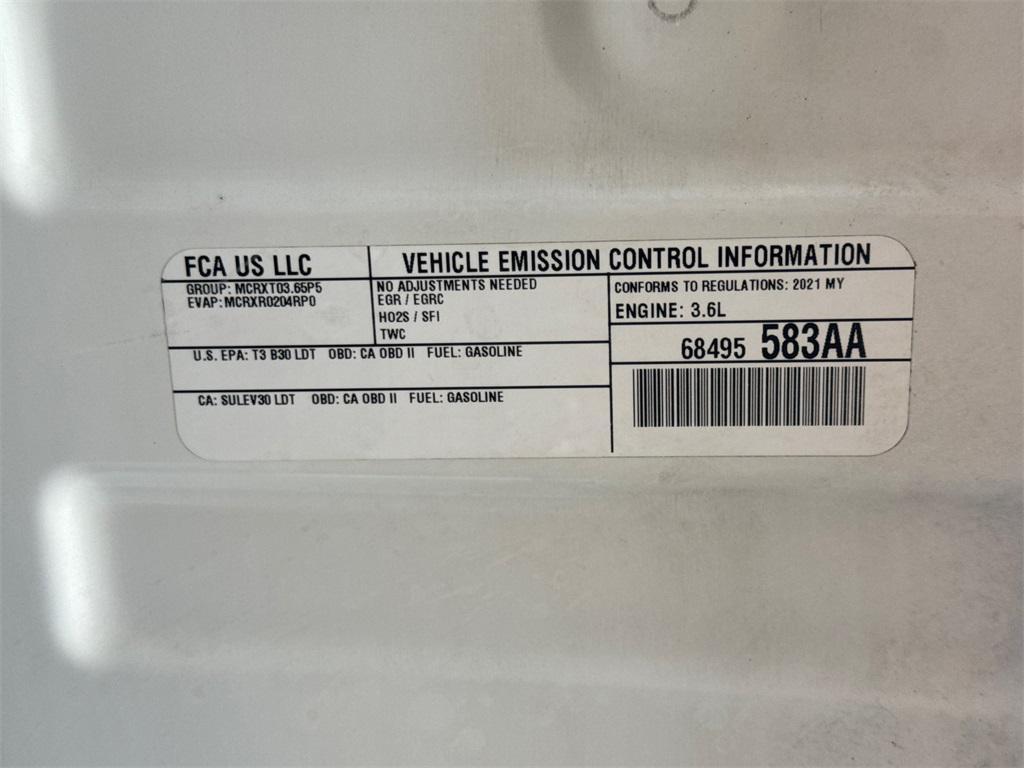 FCA US LLC
VEHICLE EMISSION CONTROL INFORMATION
GROUP: MCRXT03.65P5
EVAP: MCRXR0204RP0
NO ADJUSTMENTS NEEDED
EGR / EGRC
HO2S / SFI
TWC
CONFORMS TO REGULATIONS: 2021 MY
ENGINE: 3.6L
68495 583AA
U.S. EPA: T3 B30 LDT OBD: CA OBD II FUEL: GASOLINE
CA: SULEV30 LDT OBD: CA OBD II FUEL: GASOLINE